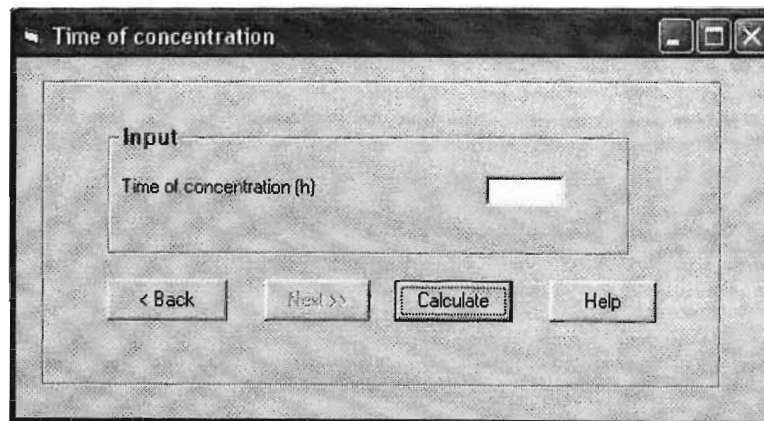 Time of concentration
Input
Time of concentration (h)
< Back Next >> Calculate Help